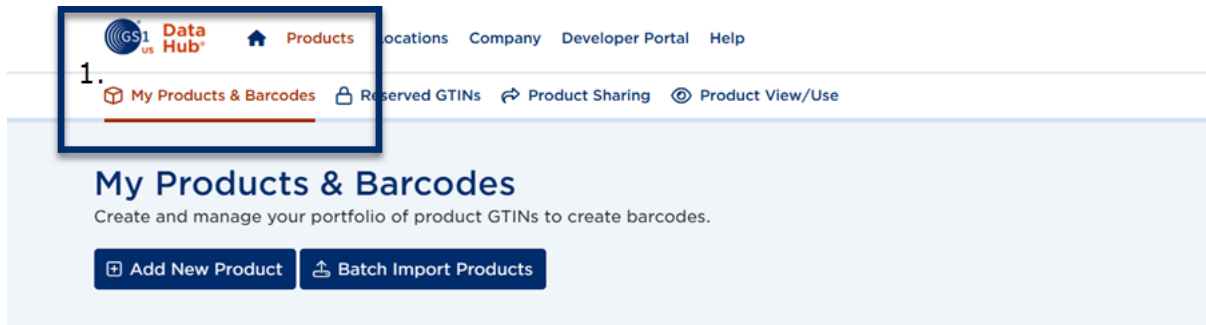 GS1 US Data Hub® Products Locations Company Developer Portal Help
1.
My Products & Barcodes Reserved GTINs Product Sharing Product View/Use
My Products & Barcodes
Create and manage your portfolio of product GTINs to create barcodes.
Add New Product Batch Import Products